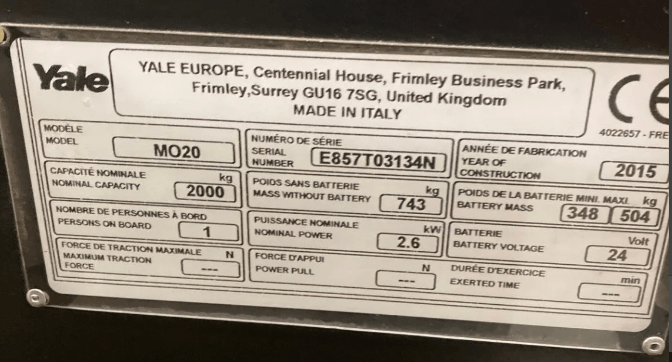 Yale
YALE EUROPE, Centennial House, Frimley Business Park,
Frimley,Surrey GU16 7SG, United Kingdom
MADE IN ITALY
CE
4022657 - FRE
MODÈLE
MODEL
MO20
NUMÉRO DE SÉRIE
SERIAL
NUMBER
E857T03134N
ANNÉE DE FABRICATION
YEAR OF
CONSTRUCTION
2015
CAPACITÉ NOMINALE
NOMINAL CAPACITY
kg
2000
POIDS SANS BATTERIE
MASS WITHOUT BATTERY
kg
743
POIDS DE LA BATTERIE MINI. MAXI. kg
BATTERY MASS
348 504
NOMBRE DE PERSONNES À BORD
PERSONS ON BOARD
1
PUISSANCE NOMINALE
NOMINAL POWER
kW
2.6
BATTERIE
BATTERY VOLTAGE
Volt
24
FORCE DE TRACTION MAXIMALE N
MAXIMUM TRACTION
FORCE
---
FORCE D'APPUI
POWER PULL
N
---
DURÉE D'EXERCICE
EXERTED TIME
min
---